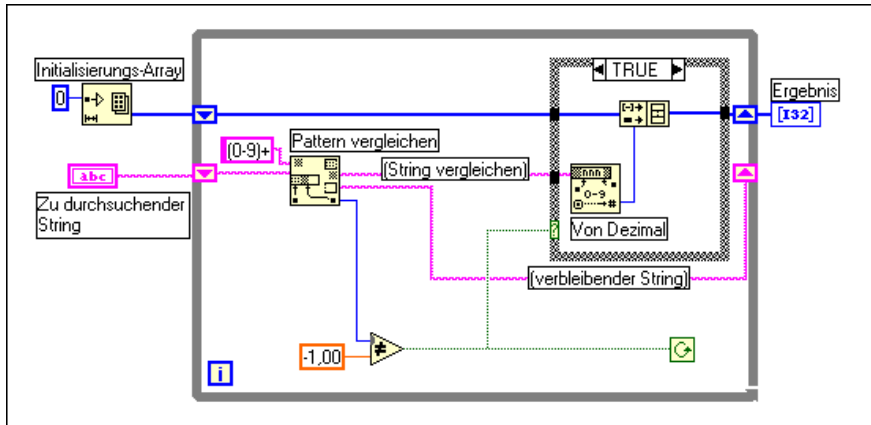 Initialisierungs-Array
0
TRUE
Ergebnis
[I32]
Pattern vergleichen
(0-9)+
(String vergleichen)
abc
Zu durchsuchender
String
nnn
0-9
#
Von Dezimal
?
(verbleibender String)
-1,00
≠
i